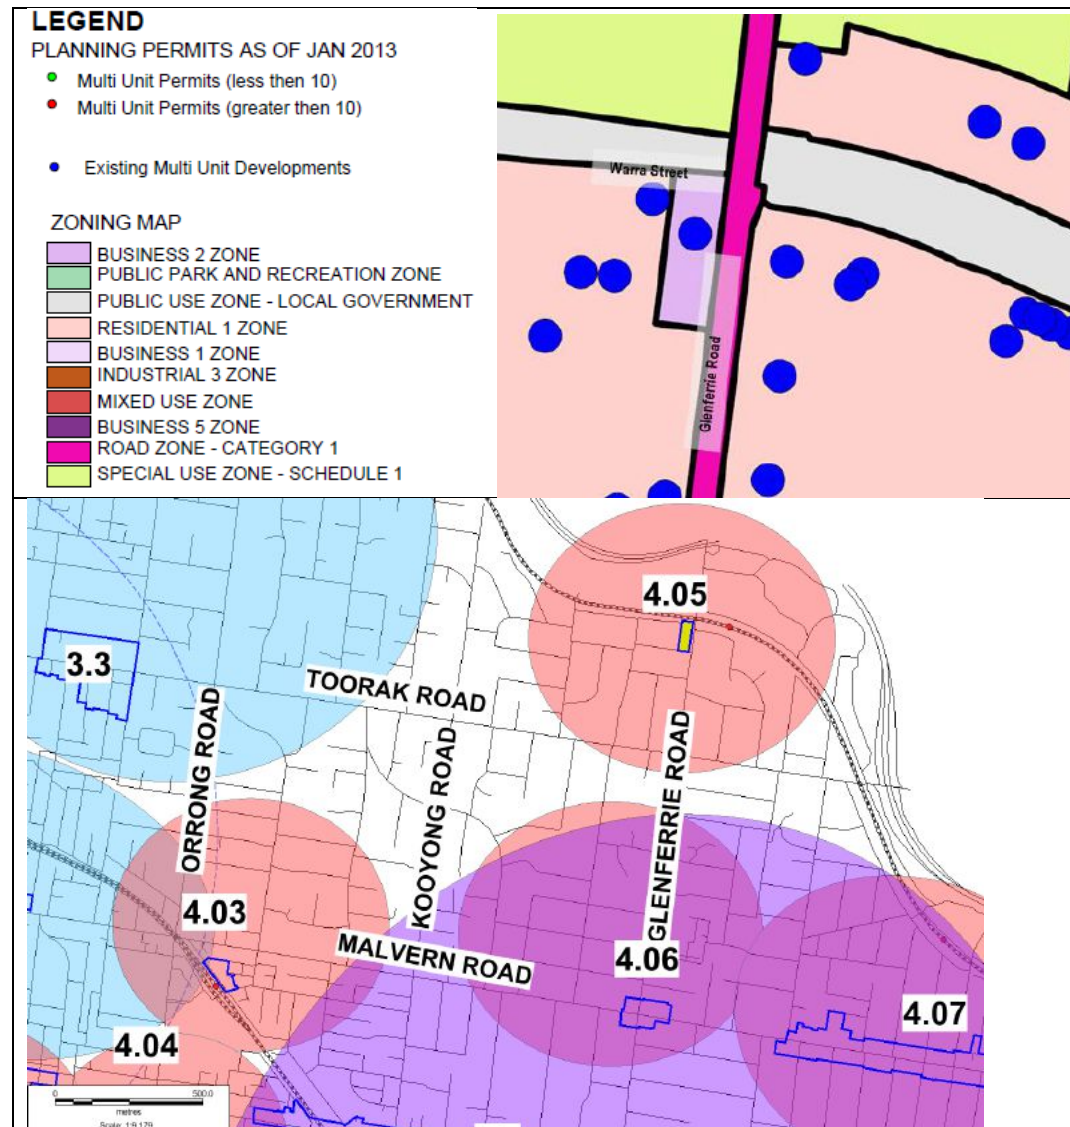 LEGEND
PLANNING PERMITS AS OF JAN 2013
Multi Unit Permits (less then 10)
Multi Unit Permits (greater then 10)
Existing Multi Unit Developments
ZONING MAP
BUSINESS 2 ZONE
PUBLIC PARK AND RECREATION ZONE
PUBLIC USE ZONE - LOCAL GOVERNMENT
RESIDENTIAL 1 ZONE
BUSINESS 1 ZONE
INDUSTRIAL 3 ZONE
MIXED USE ZONE
BUSINESS 5 ZONE
ROAD ZONE - CATEGORY 1
SPECIAL USE ZONE - SCHEDULE 1
Warra Street
Glenferrie Road
4.05
3.3
TOORAK ROAD
ORRONG ROAD
KOOYONG ROAD
GLENFERRIE ROAD
4.03
MALVERN ROAD
4.06
4.07
4.04
0 500.0
metres
Scale: 1:9,179